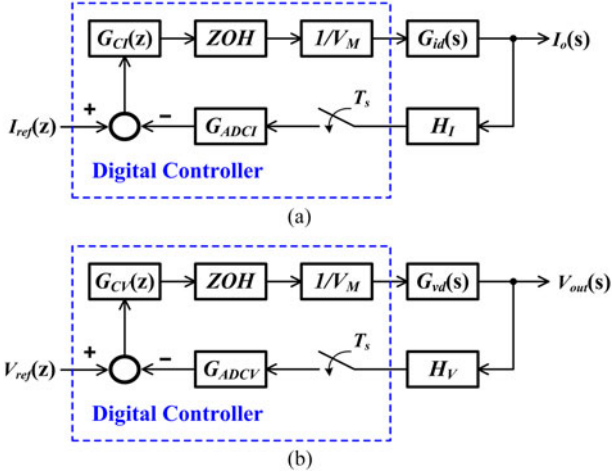 G_CI(z) ZOH 1/V_M G_id(s) I_o(s)
+ − T_s
I_ref(z) G_ADCI H_I
Digital Controller
(a)
G_CV(z) ZOH 1/V_M G_vd(s) V_out(s)
+ − T_s
V_ref(z) G_ADCV H_V
Digital Controller
(b)